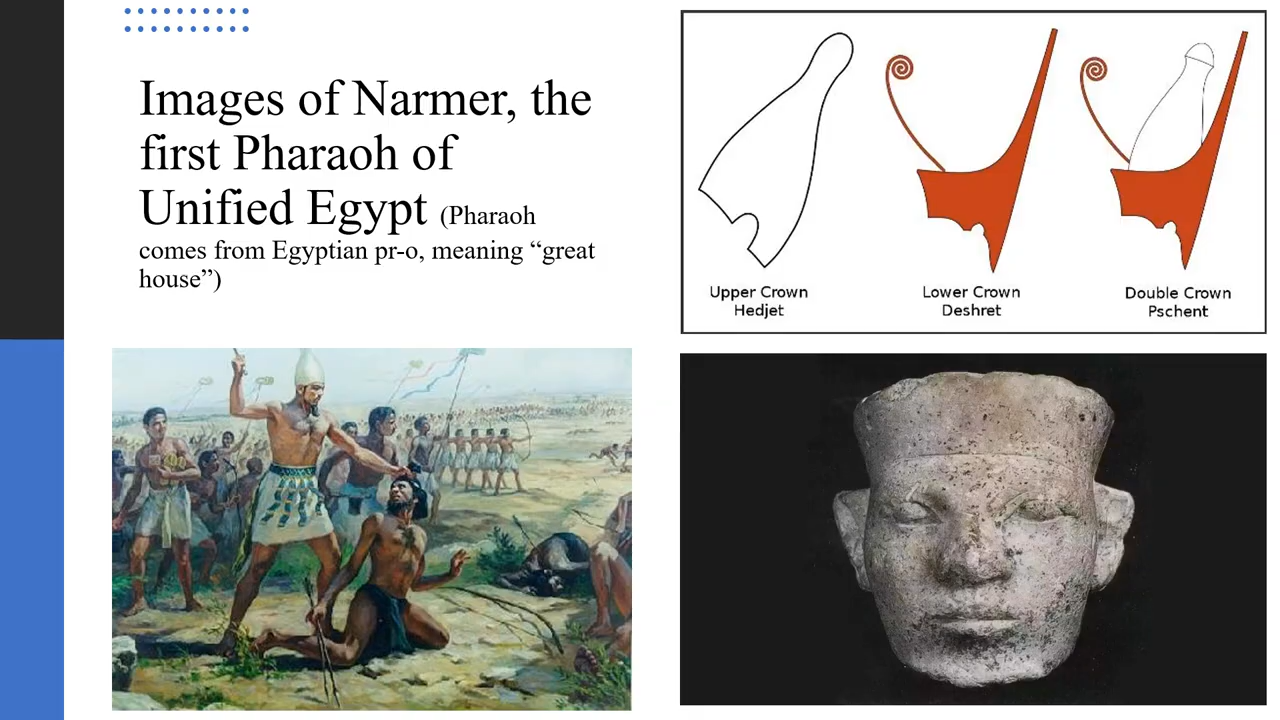 Images of Narmer, the
first Pharaoh of
Unified Egypt (Pharaoh
comes from Egyptian pr-o, meaning “great
house”)
Upper Crown
Hedjet
Lower Crown
Deshret
Double Crown
Pschent